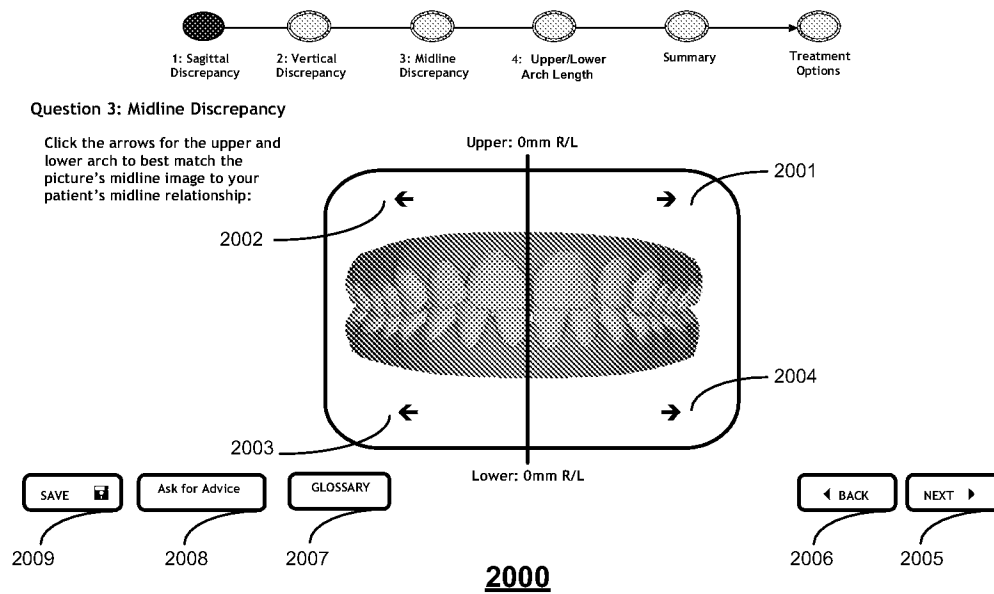 1: Sagittal
Discrepancy
2: Vertical
Discrepancy
3: Midline
Discrepancy
4: Upper/Lower
Arch Length
Summary
Treatment
Options
Question 3: Midline Discrepancy
Click the arrows for the upper and
lower arch to best match the
picture's midline image to your
patient's midline relationship:
Upper: 0mm R/L
2001
2002
2004
2003
Lower: 0mm R/L
SAVE
Ask for Advice
GLOSSARY
BACK
NEXT
2009
2008
2007
2006
2005
2000